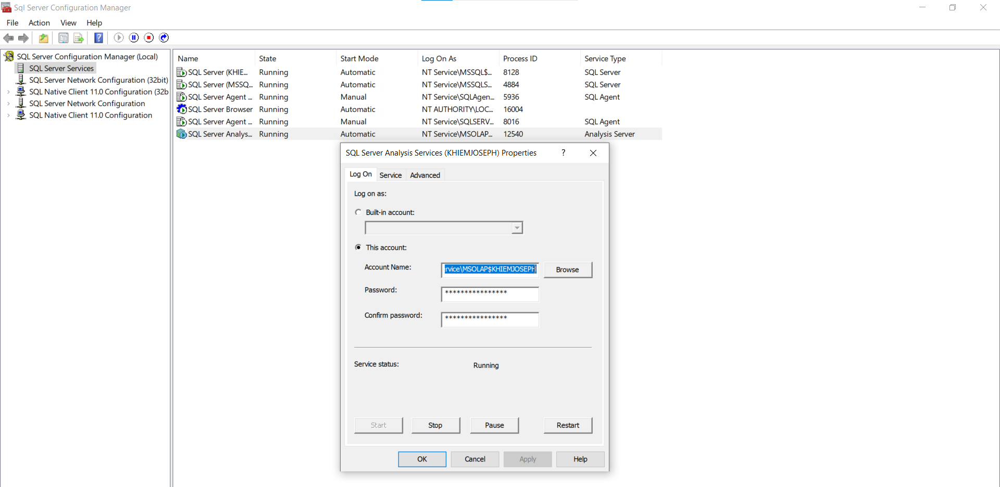 Sql Server Configuration Manager
File Action View Help
SQL Server Configuration Manager (Local)
SQL Server Services
SQL Server Network Configuration (32bit)
SQL Native Client 11.0 Configuration (32b
SQL Server Network Configuration
SQL Native Client 11.0 Configuration
Name State Start Mode Log On As Process ID Service Type
SQL Server (KHIE... Running Automatic NT Service\MSSQL$... 8128 SQL Server
SQL Server (MSSQ... Running Automatic NT Service\MSSQLS... 4884 SQL Server
SQL Server Agent ... Running Manual NT Service\SQLAgen... 5936 SQL Agent
SQL Server Browser Running Automatic NT AUTHORITY\LOC... 16004
SQL Server Agent ... Running Manual NT Service\SQLSERV... 8016 SQL Agent
SQL Server Analys... Running Automatic NT Service\MSOLAP... 12540 Analysis Server
SQL Server Analysis Services (KHIEMJOSEPH) Properties ?
Log On Service Advanced
Log on as:
Built-in account:
This account:
Account Name: rvice\MSOLAP$KHIEMJOSEPH Browse
Password: ****************
Confirm password: ****************
Service status: Running
Start Stop Pause Restart
OK Cancel Apply Help